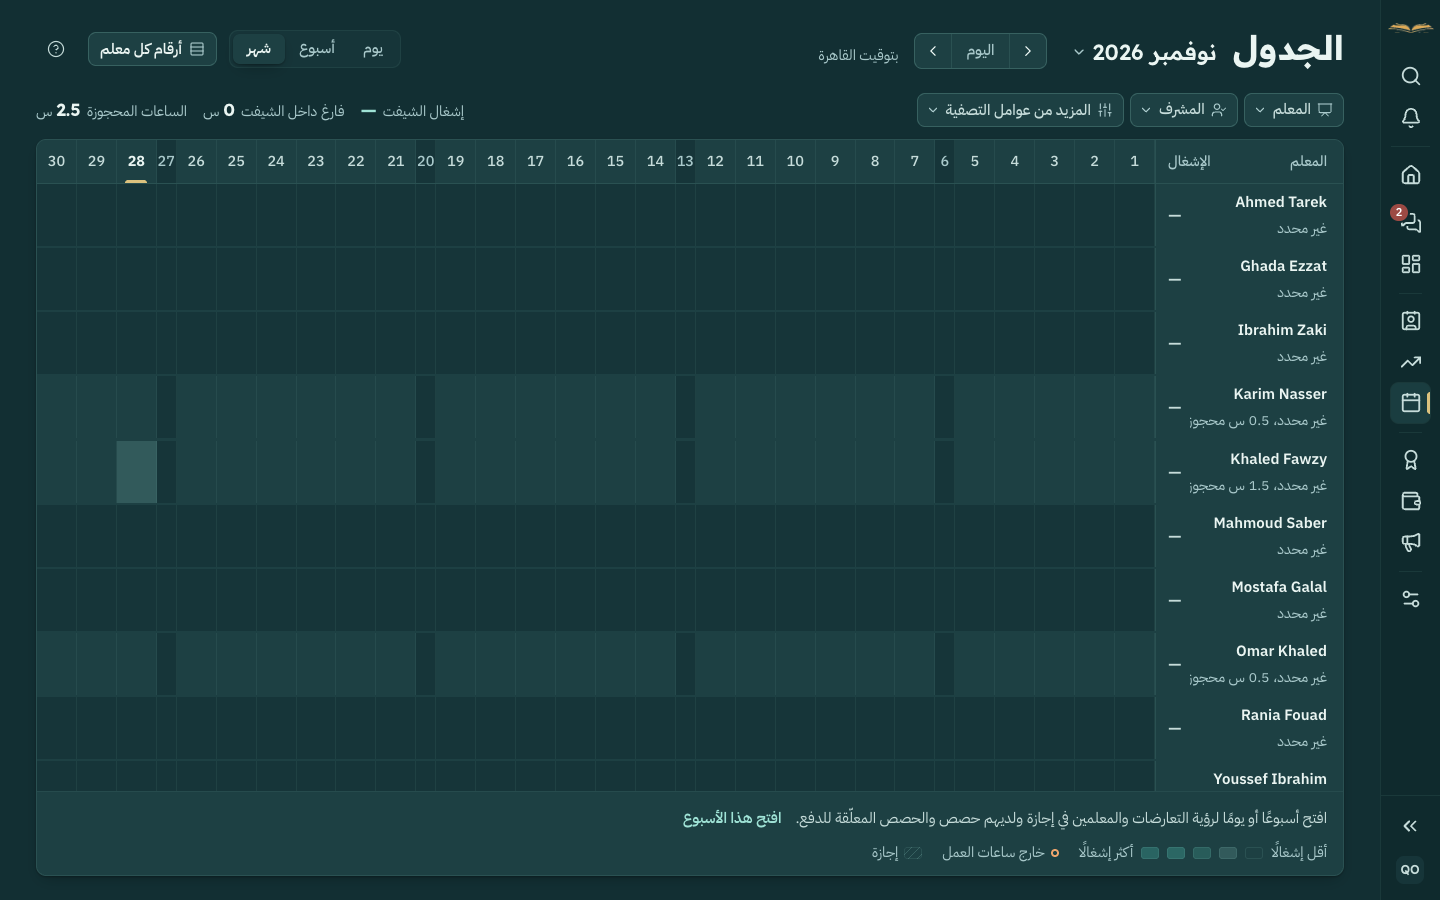 الجدول
نوفمبر 2026
اليوم
بتوقيت القاهرة
يوم
أسبوع
شهر
أرقام كل معلم
المعلم
المشرف
المزيد من عوامل التصفية
إشغال الشيفت —
فارغ داخل الشيفت 0 س
الساعات المحجوزة 2.5 س
المعلم الإشغال 1 2 3 4 5 6 7 8 9 10 11 12 13 14 15 16 17 18 19 20 21 22 23 24 25 26 27 28 29 30
Ahmed Tarek
غير محدد
—
Ghada Ezzat
غير محدد
—
Ibrahim Zaki
غير محدد
—
Karim Nasser
غير محدد، 0.5 س محجوز
—
Khaled Fawzy
غير محدد، 1.5 س محجوز
—
Mahmoud Saber
غير محدد
—
Mostafa Galal
غير محدد
—
Omar Khaled
غير محدد، 0.5 س محجوز
—
Rania Fouad
غير محدد
—
Youssef Ibrahim
افتح أسبوعًا أو يومًا لرؤية التعارضات والمعلمين في إجازة ولديهم حصص والحصص المعلّقة للدفع. افتح هذا الأسبوع
أقل إشغالًا أكثر إشغالًا خارج ساعات العمل إجازة
2
QO